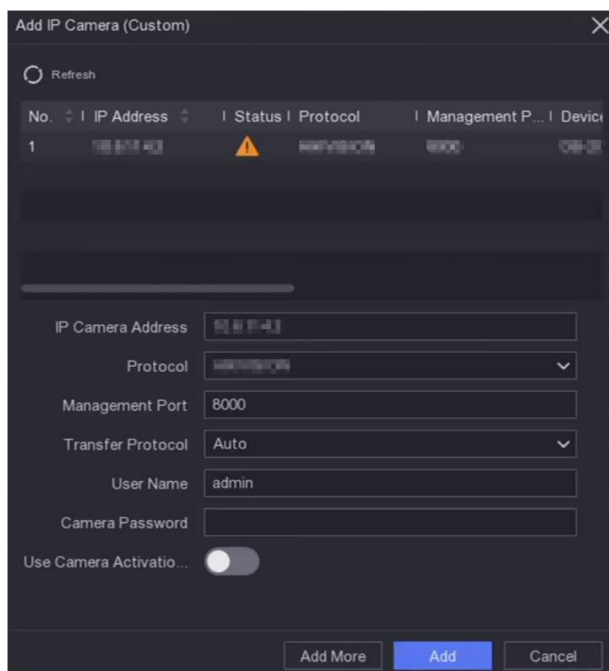 Add IP Camera (Custom)
Refresh
No. IP Address Status Protocol Management P... Device
1
IP Camera Address
Protocol
Management Port 8000
Transfer Protocol Auto
User Name admin
Camera Password
Use Camera Activatio...
Add More Add Cancel